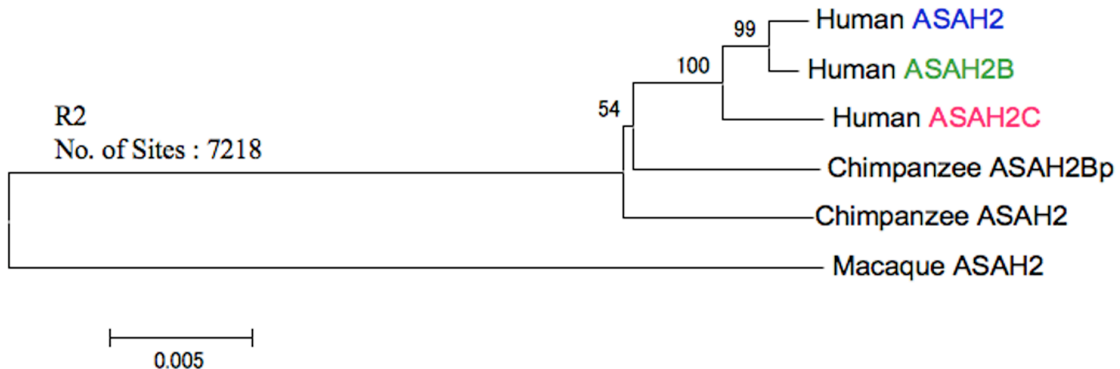 Human ASAH2
99
Human ASAH2B
100
54
R2
Human ASAH2C
No. of Sites : 7218
Chimpanzee ASAH2Bp
Chimpanzee ASAH2
Macaque ASAH2
0.005